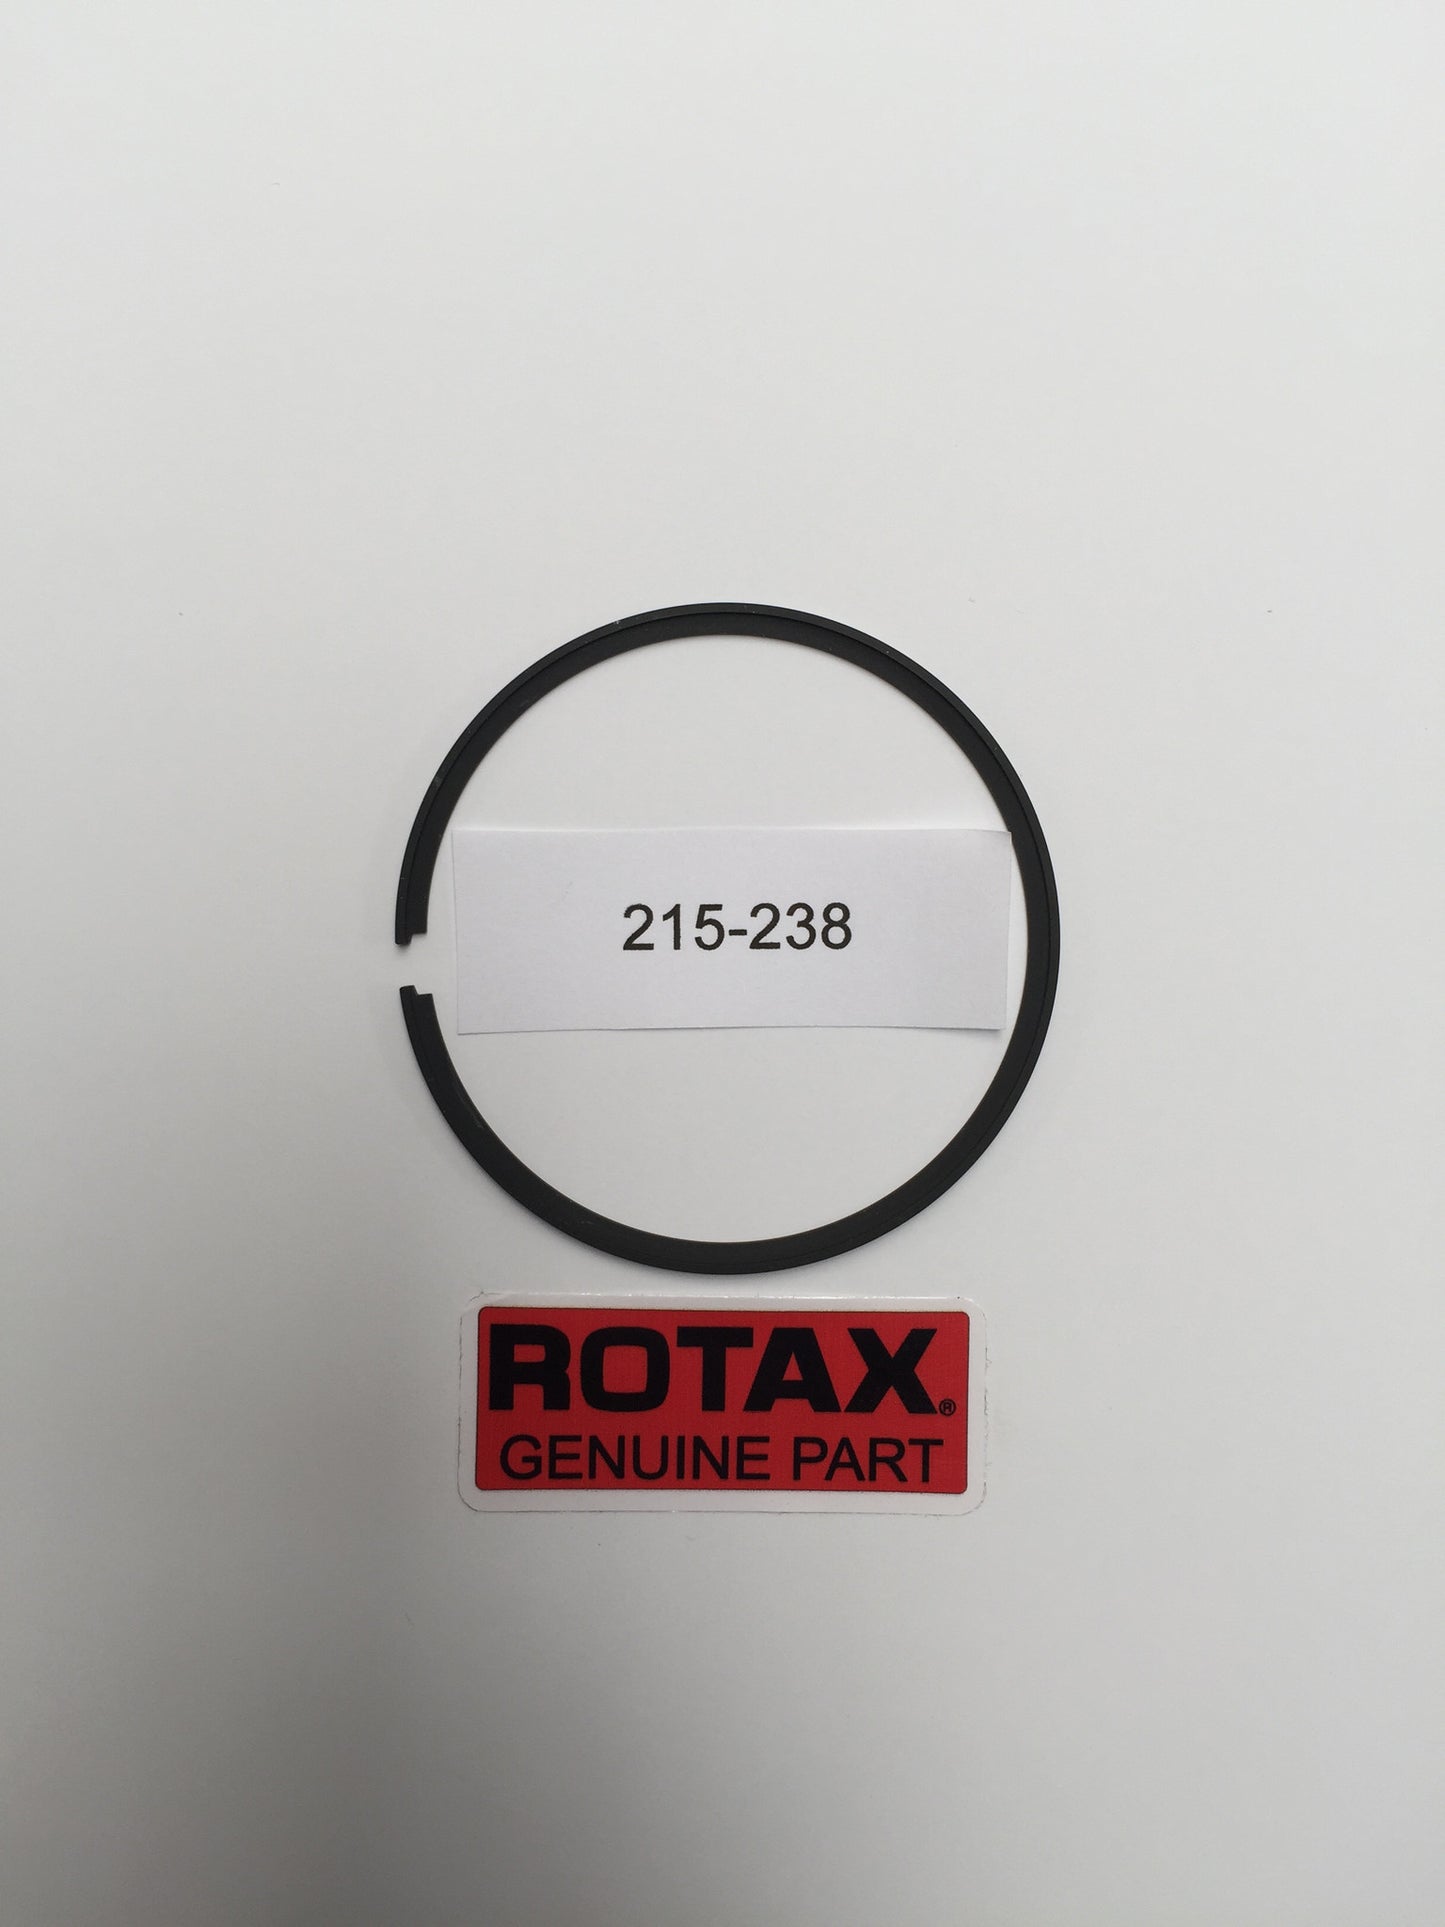 215-238
ROTAX®
GENUINE PART